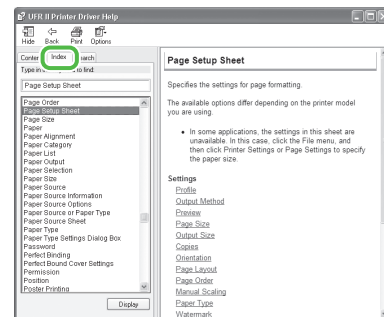 UFR II Printer Driver Help
Hide Back Print Options
Index
to find:
Page Setup Sheet
Page Order
Page Setup Sheet
Page Size
Paper
Paper Alignment
Paper Category
Paper List
Paper Output
Paper Selection
Paper Size
Paper Source
Paper Source Information
Paper Source Options
Paper Source or Paper Type
Paper Source Sheet
Paper Type
Paper Type Settings Dialog Box
Password
Perfect Binding
Perfect Bound Cover Settings
Permission
Position
Poster Printing
Display
Page Setup Sheet
Specifies the settings for page formatting.
The available options differ depending on the printer model
you are using.
• In some applications, the settings in this sheet are
unavailable. In this case, click the File menu, and
then click Printer Settings or Page Settings to specify
the paper size.
Settings
Profile
Output Method
Preview
Page Size
Output Size
Copies
Orientation
Page Layout
Page Order
Manual Scaling
Paper Type
Watermark